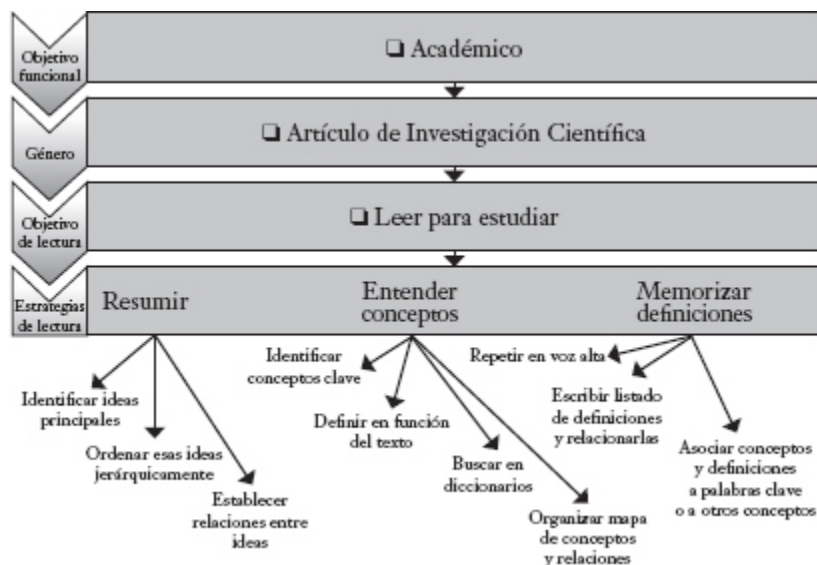 Objetivo
funcional
❏ Académico
Género
❏ Artículo de Investigación Científica
Objetivo
de lectura
❏ Leer para estudiar
Estrategias
de lectura
Resumir
Entender
conceptos
Memorizar
definiciones
Identificar ideas
principales
Ordenar esas ideas
jerárquicamente
Establecer
relaciones entre
ideas
Identificar
conceptos clave
Definir en función
del texto
Buscar en
diccionarios
Organizar mapa
de conceptos
y relaciones
Repetir en voz alta
Escribir listado
de definiciones
y relacionarlas
Asociar conceptos
y definiciones
a palabras clave
o a otros conceptos